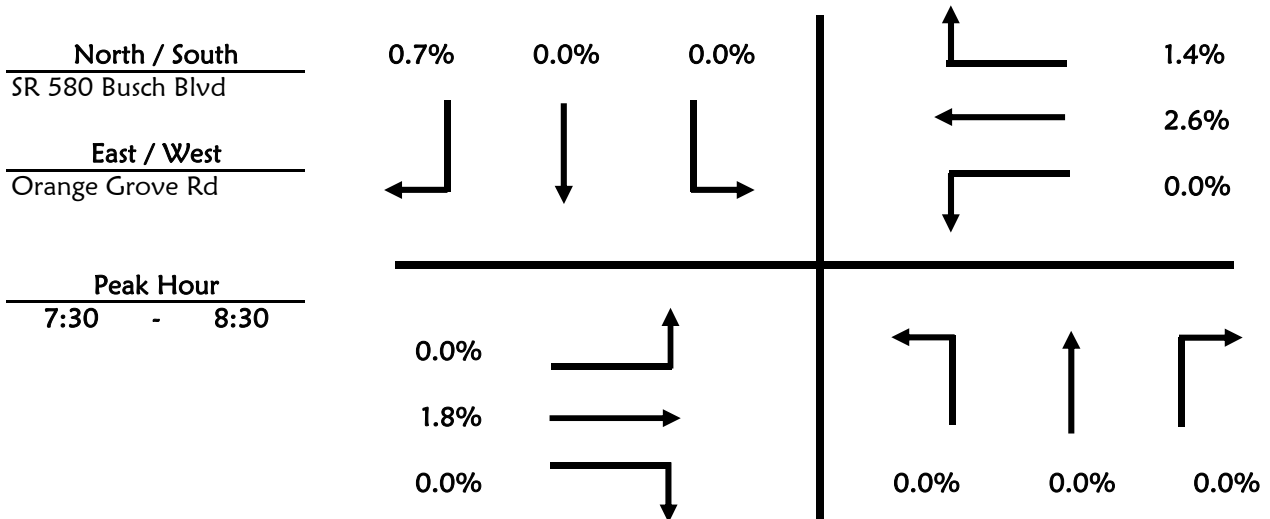 North / South
SR 580 Busch Blvd
East / West
Orange Grove Rd
Peak Hour
7:30 - 8:30
0.7% 0.0% 0.0%
1.4%
2.6%
0.0%
0.0%
1.8%
0.0%
0.0% 0.0% 0.0%